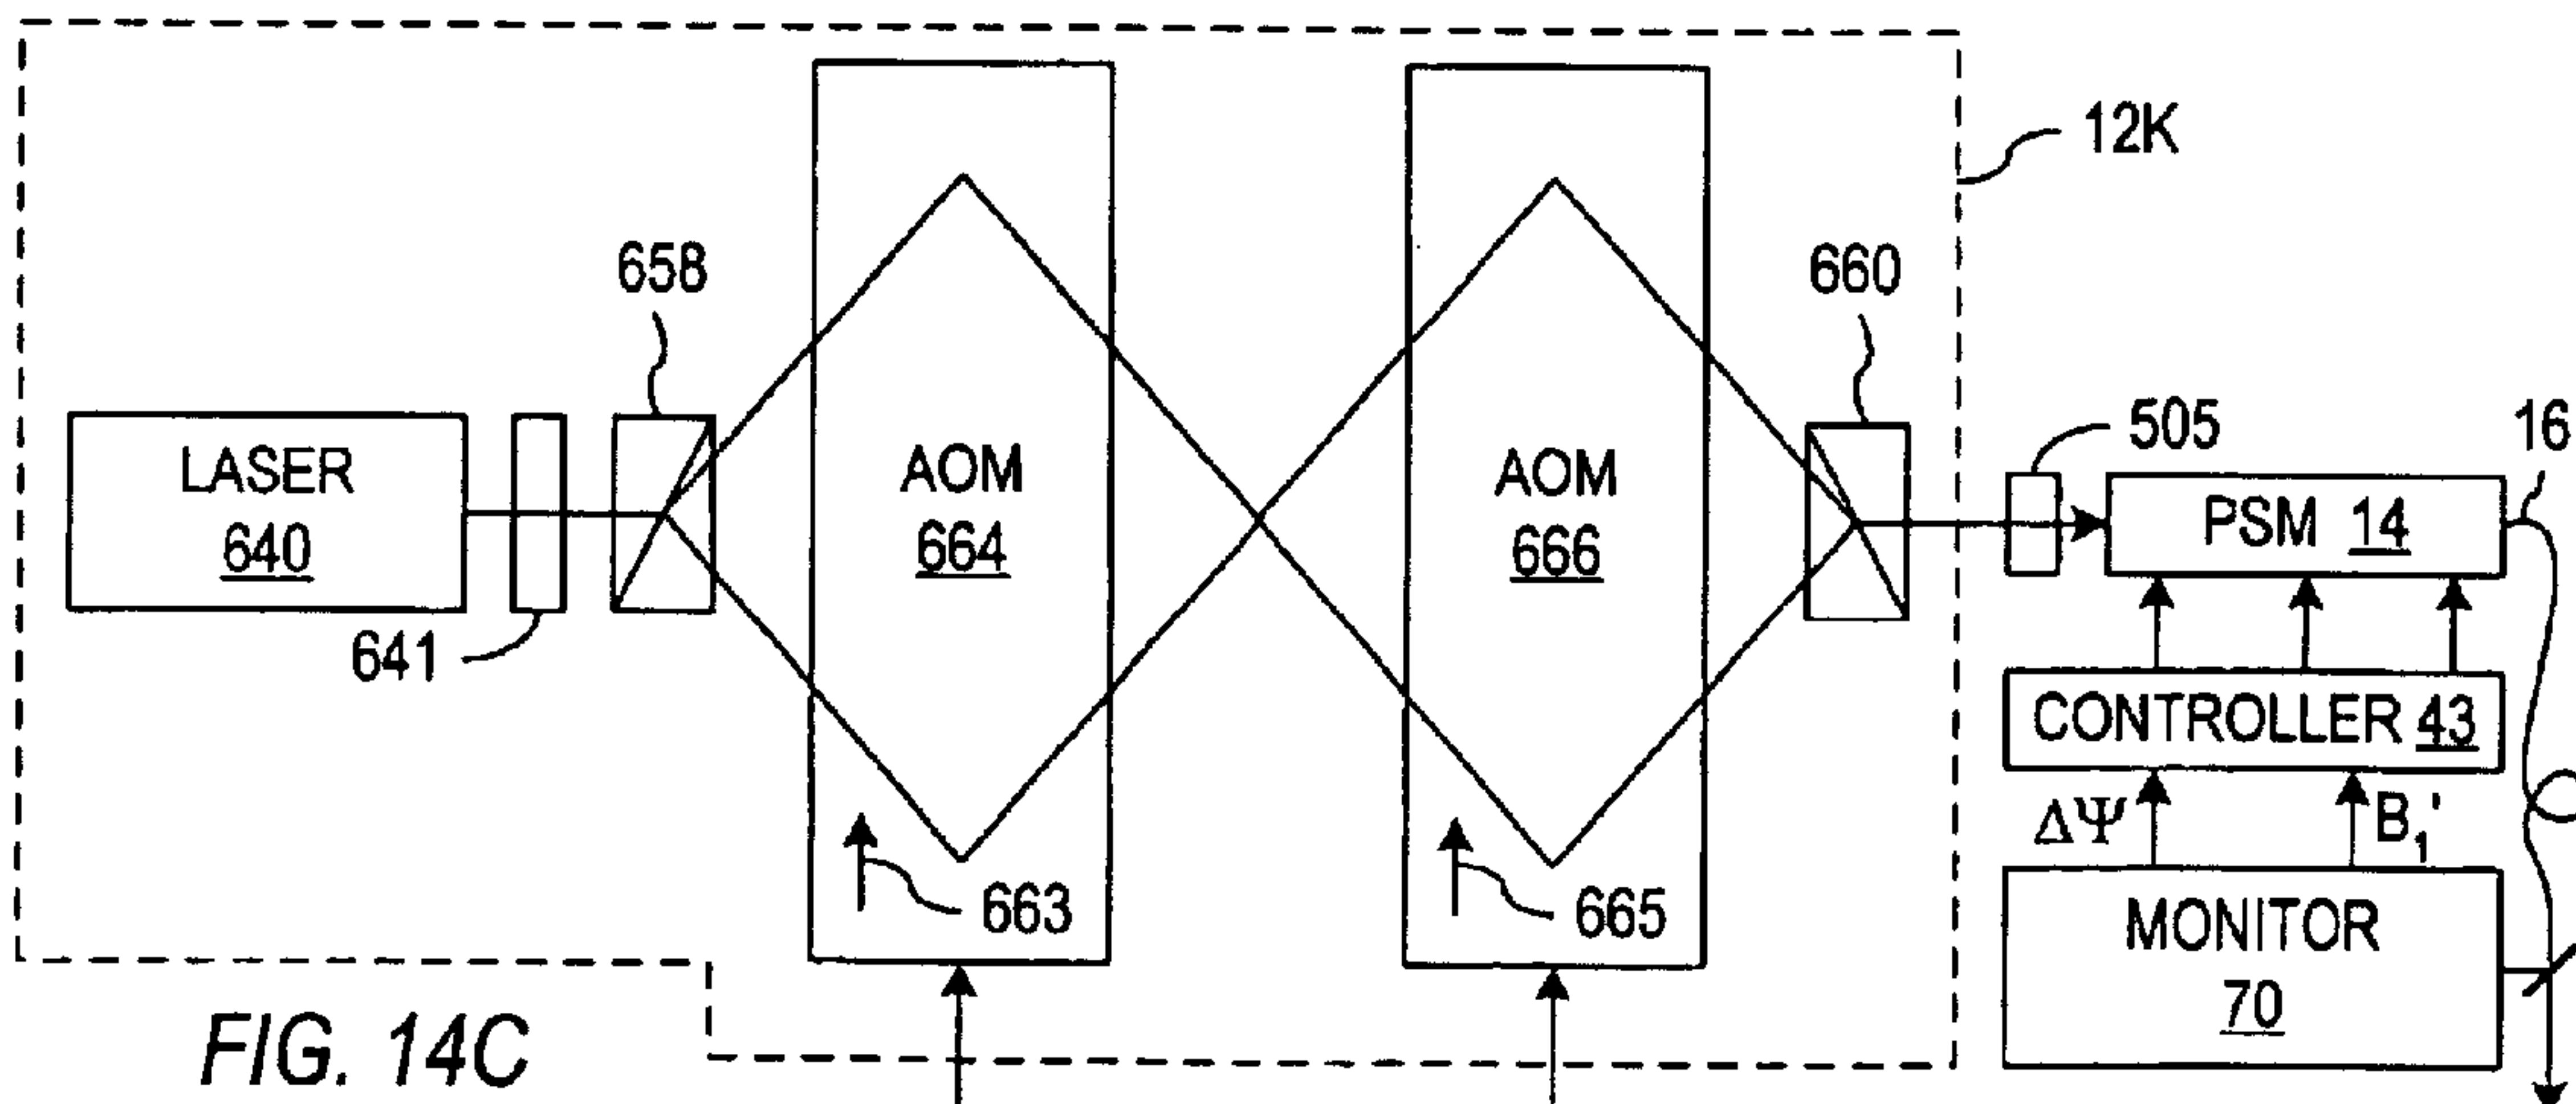 12K
658
660
LASER
640
641
AOM
664
AOM
666
505
16
PSM 14
CONTROLLER 43
ΔΨ
B₁'
663
665
MONITOR
70
FIG. 14C